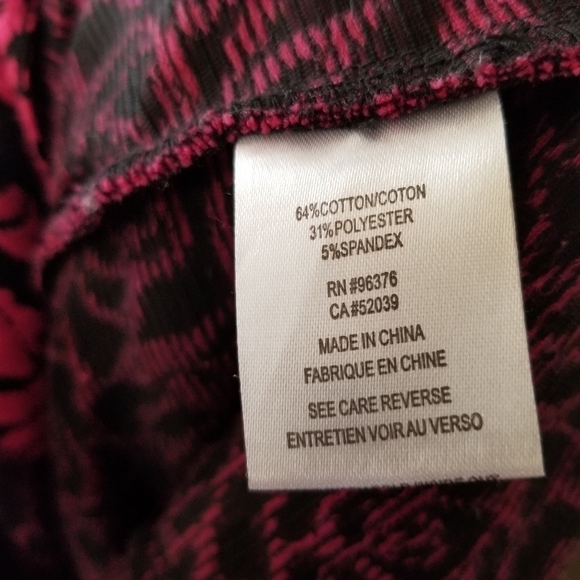 64%COTTON/COTON
31%POLYESTER
5%SPANDEX
RN #96376
CA#52039
MADE IN CHINA
FABRIQUE EN CHINE
SEE CARE REVERSE
ENTRETIEN VOIR AU VERSO